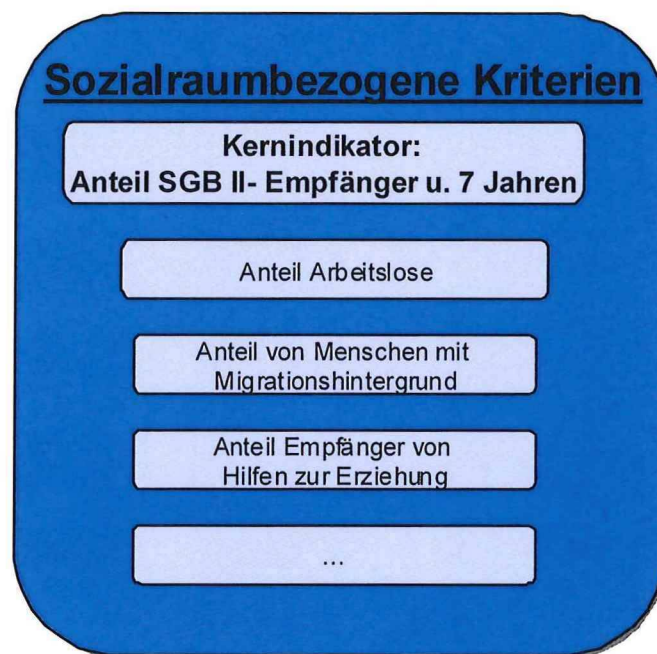 Sozialraumbezogene Kriterien
Kernindikator:
Anteil SGB II- Empfänger u. 7 Jahren
Anteil Arbeitslose
Anteil von Menschen mit
Migrationshintergrund
Anteil Empfänger von
Hilfen zur Erziehung
...